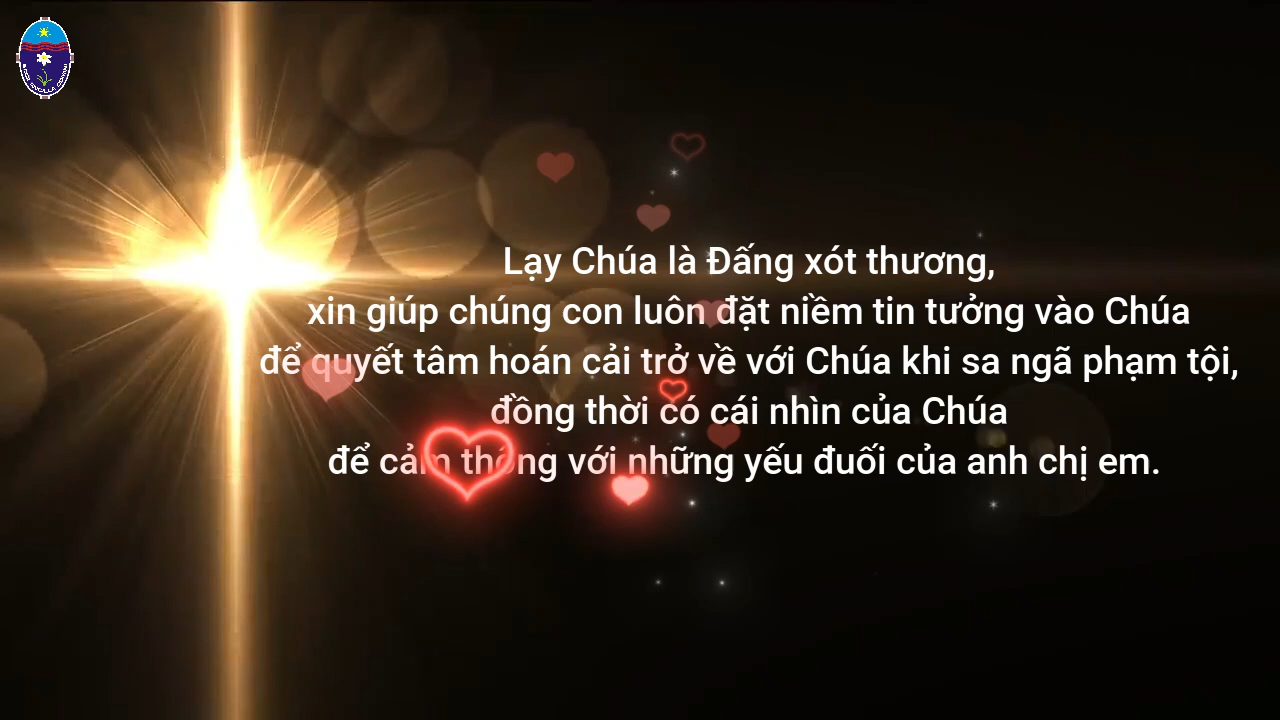 Lạy Chúa là Đấng xót thương,
xin giúp chúng con luôn đặt niềm tin tưởng vào Chúa
để quyết tâm hoán cải trở về với Chúa khi sa ngã phạm tội,
đồng thời có cái nhìn của Chúa
để cảm thông với những yếu đuối của anh chị em.